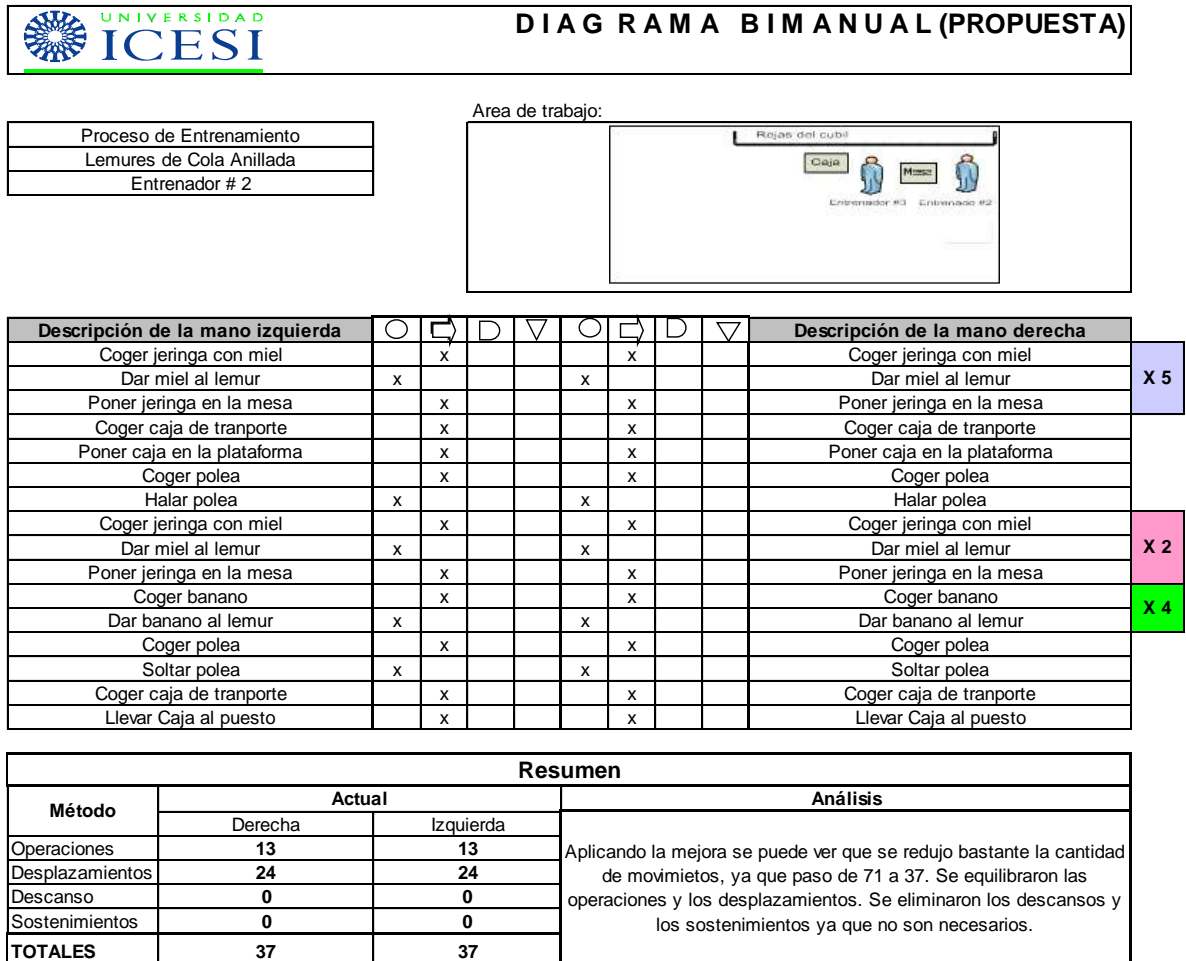 UNIVERSIDAD
ICESI
DIAGRAMA BIMANUAL (PROPUESTA)
Area de trabajo:
Proceso de Entrenamiento
Lemures de Cola Anillada
Entrenador # 2
Rejas del cubil
Caja
Mesa
Entrenador #3 Entrenado #2
Descripción de la mano izquierda Descripción de la mano derecha
Coger jeringa con miel x x Coger jeringa con miel
Dar miel al lemur x x Dar miel al lemur X 5
Poner jeringa en la mesa x x Poner jeringa en la mesa
Coger caja de tranporte x x Coger caja de tranporte
Poner caja en la plataforma x x Poner caja en la plataforma
Coger polea x x Coger polea
Halar polea x x Halar polea
Coger jeringa con miel x x Coger jeringa con miel
Dar miel al lemur x x Dar miel al lemur X 2
Poner jeringa en la mesa x x Poner jeringa en la mesa
Coger banano x x Coger banano
X 4
Dar banano al lemur x x Dar banano al lemur
Coger polea x x Coger polea
Soltar polea x x Soltar polea
Coger caja de tranporte x x Coger caja de tranporte
Llevar Caja al puesto x x Llevar Caja al puesto
Resumen
Método Actual Análisis
Derecha Izquierda
Operaciones 13 13
Desplazamientos 24 24
Descanso 0 0
Sostenimientos 0 0
TOTALES 37 37
Aplicando la mejora se puede ver que se redujo bastante la cantidad
de movimietos, ya que paso de 71 a 37. Se equilibraron las
operaciones y los desplazamientos. Se eliminaron los descansos y
los sostenimientos ya que no son necesarios.